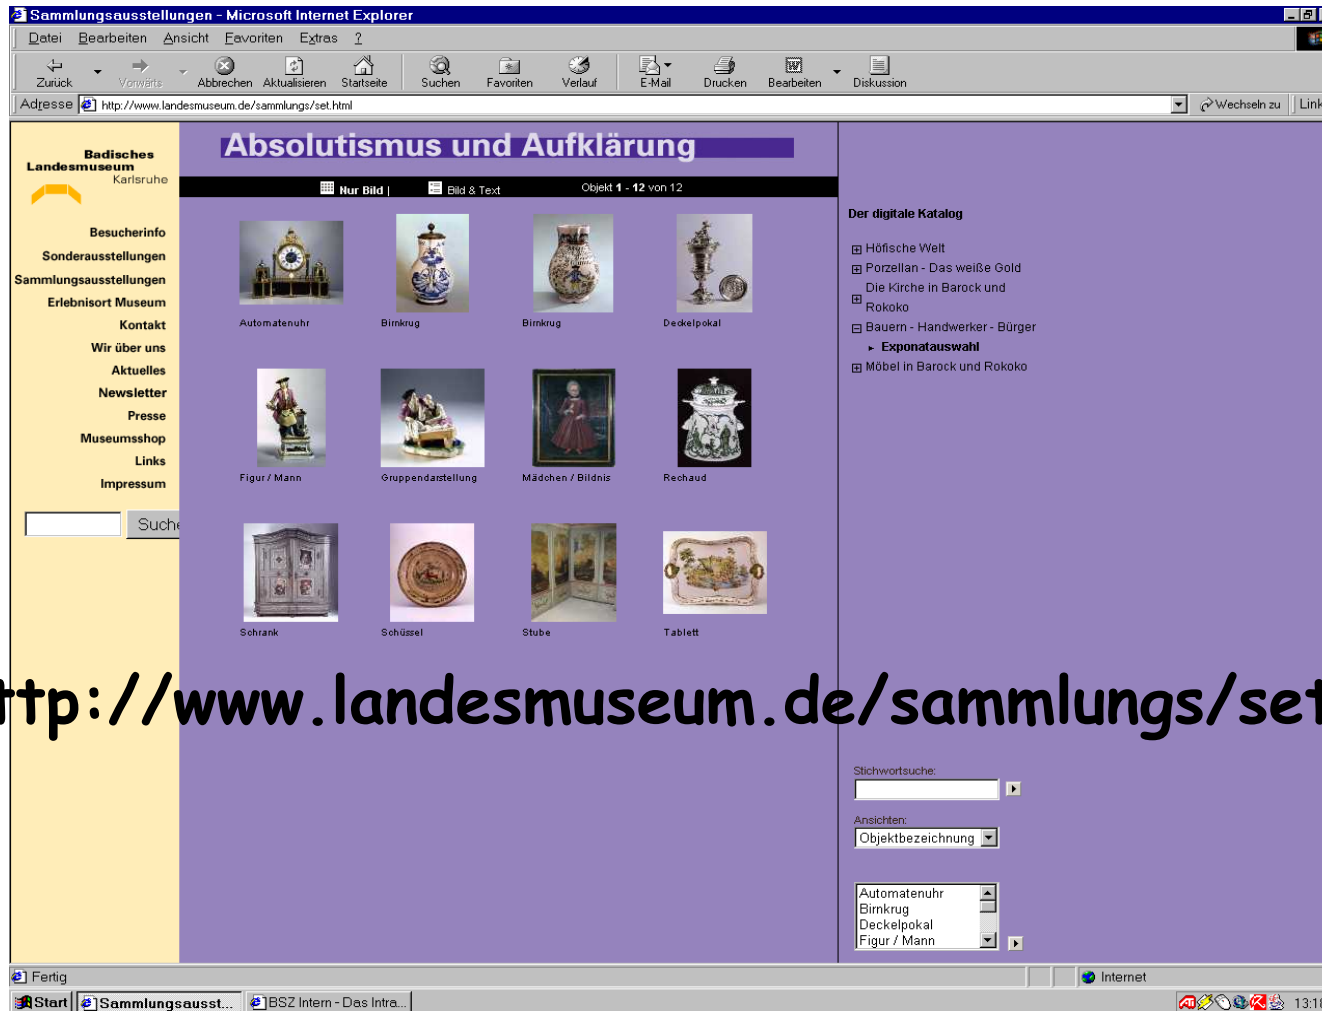 Sammlungsausstellungen - Microsoft Internet Explorer
Datei Bearbeiten Ansicht Favoriten Extras ?
Zurück Vorwärts Abbrechen Aktualisieren Startseite Suchen Favoriten Verlauf E-Mail Drucken Bearbeiten Diskussion
Adresse http://www.landesmuseum.de/sammlungs/set.html Wechseln zu Link
Badisches
Landesmuseum
Karlsruhe
Besucherinfo
Sonderausstellungen
Sammlungsausstellungen
Erlebnisort Museum
Kontakt
Wir über uns
Aktuelles
Newsletter
Presse
Museumsshop
Links
Impressum
Suche
Absolutismus und Aufklärung
Nur Bild | Bild & Text Objekt 1 - 12 von 12
Automatenuhr Birnkrug Birnkrug Deckelpokal
Figur / Mann Gruppendarstellung Mädchen / Bildnis Rechaud
Schrank Schüssel Stube Tablett
Der digitale Katalog
Höfische Welt
Porzellan - Das weiße Gold
Die Kirche in Barock und
Rokoko
Bauern - Handwerker - Bürger
Exponatauswahl
Möbel in Barock und Rokoko
ttp://www.landesmuseum.de/sammlungs/set
Stichwortsuche:
Ansichten:
Objektbezeichnung
Automatenuhr
Birnkrug
Deckelpokal
Figur / Mann
Fertig Internet
Start Sammlungsausst... BSZ Intern - Das Intra... 13:18